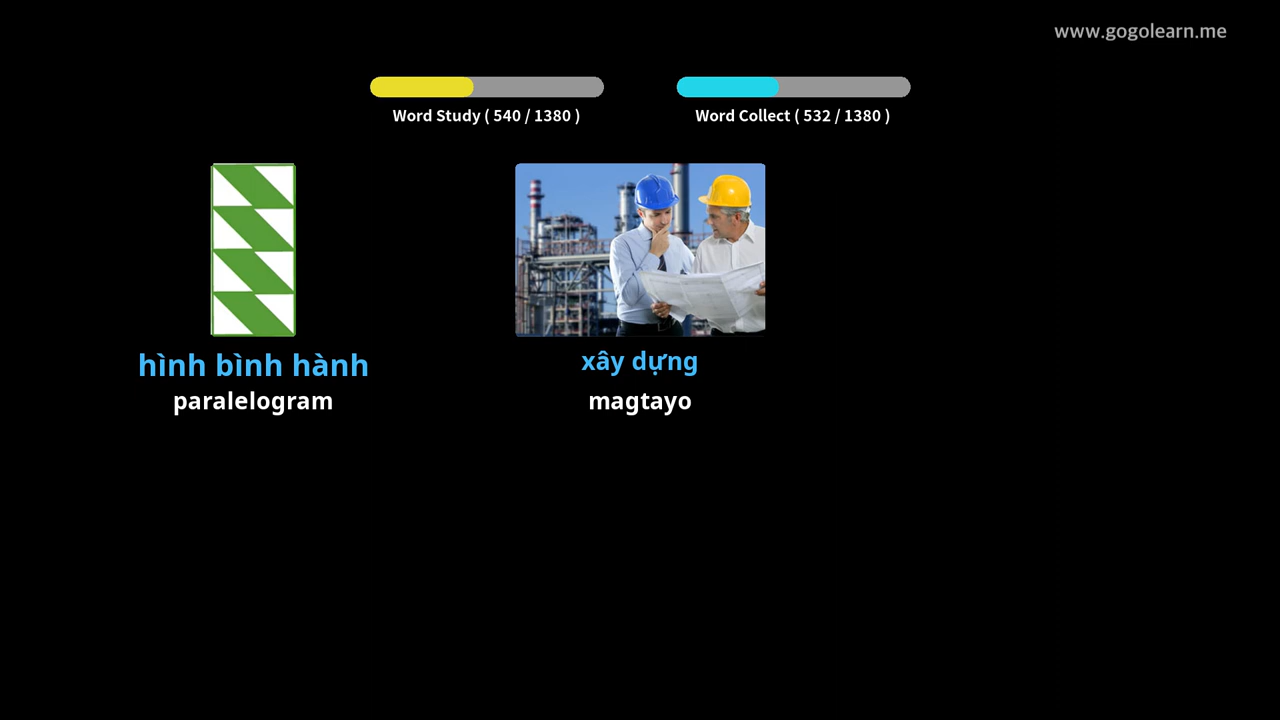 www.gogolearn.me
Word Study ( 540 / 1380 )
Word Collect ( 532 / 1380 )
hình bình hành
paralelogram
xây dựng
magtayo